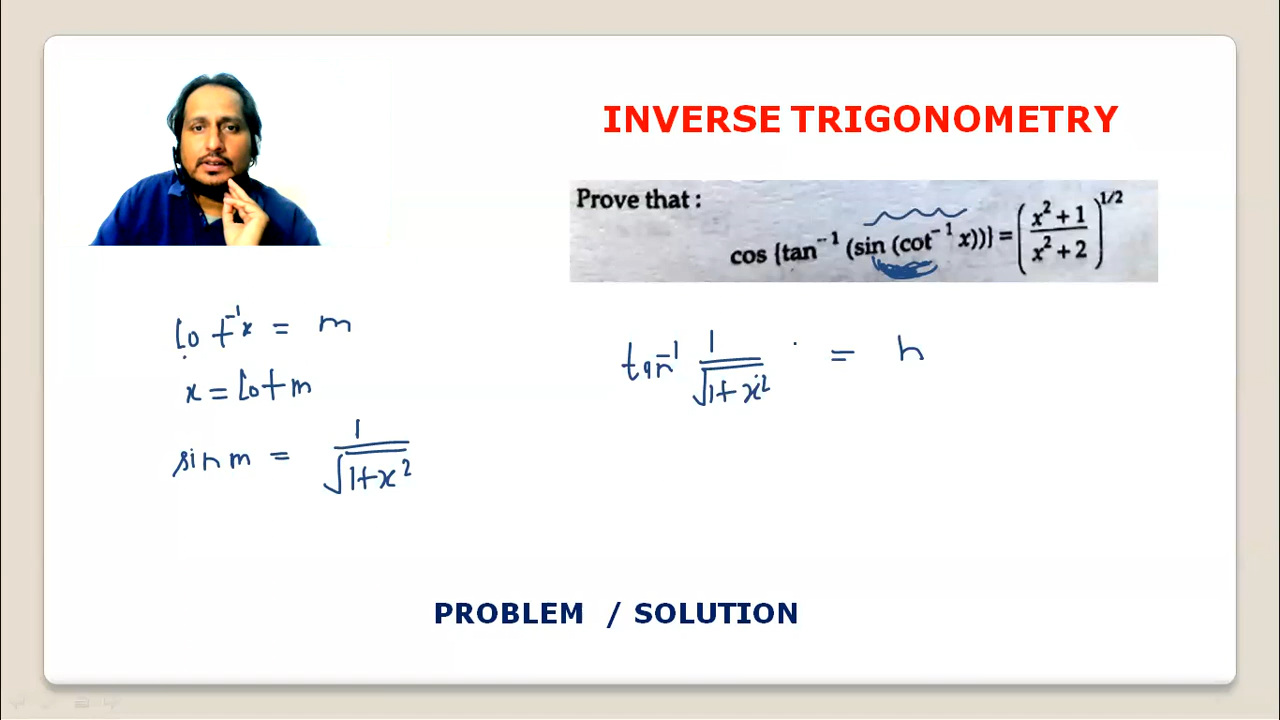 INVERSE TRIGONOMETRY
Prove that :
cos {tan⁻¹ (sin (cot⁻¹ x))} = ((x² + 1)/(x² + 2))^1/2
cot⁻¹x = m
x = cot m
sin m = 1/√(1+x²)
tan⁻¹ 1/√(1+x²) = n
PROBLEM / SOLUTION